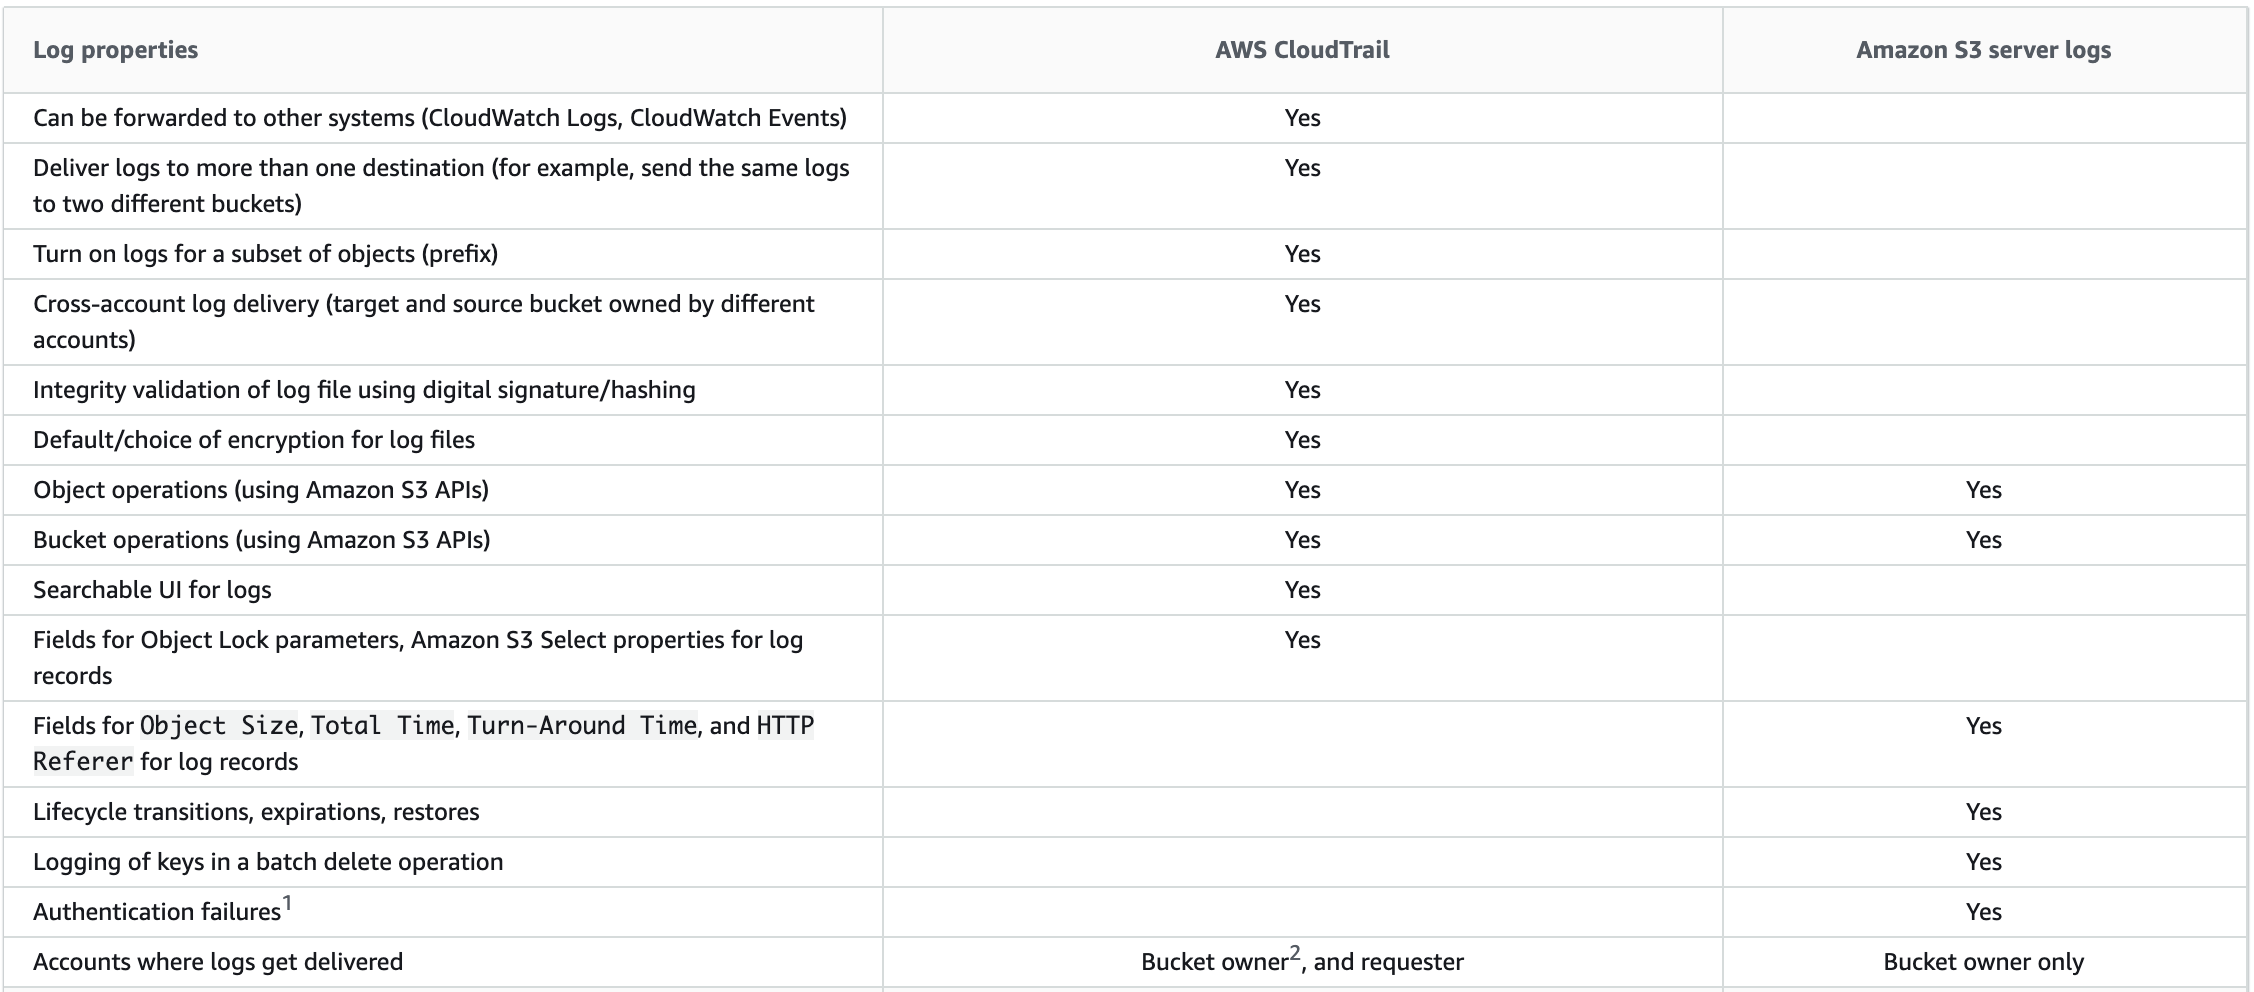 Log properties AWS CloudTrail Amazon S3 server logs
Can be forwarded to other systems (CloudWatch Logs, CloudWatch Events) Yes
Deliver logs to more than one destination (for example, send the same logs Yes
to two different buckets)
Turn on logs for a subset of objects (prefix) Yes
Cross-account log delivery (target and source bucket owned by different Yes
accounts)
Integrity validation of log file using digital signature/hashing Yes
Default/choice of encryption for log files Yes
Object operations (using Amazon S3 APIs) Yes Yes
Bucket operations (using Amazon S3 APIs) Yes Yes
Searchable UI for logs Yes
Fields for Object Lock parameters, Amazon S3 Select properties for log Yes
records
Fields for Object Size, Total Time, Turn-Around Time, and HTTP Yes
Referer for log records
Lifecycle transitions, expirations, restores Yes
Logging of keys in a batch delete operation Yes
Authentication failures1 Yes
Accounts where logs get delivered Bucket owner2, and requester Bucket owner only